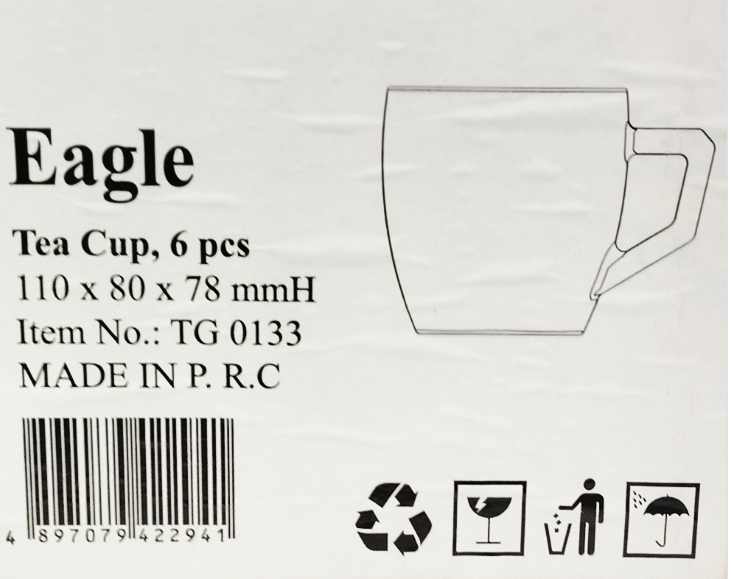 Eagle
Tea Cup, 6 pcs
110 x 80 x 78 mmH
Item No.: TG 0133
MADE IN P. R.C
4 897079 422941